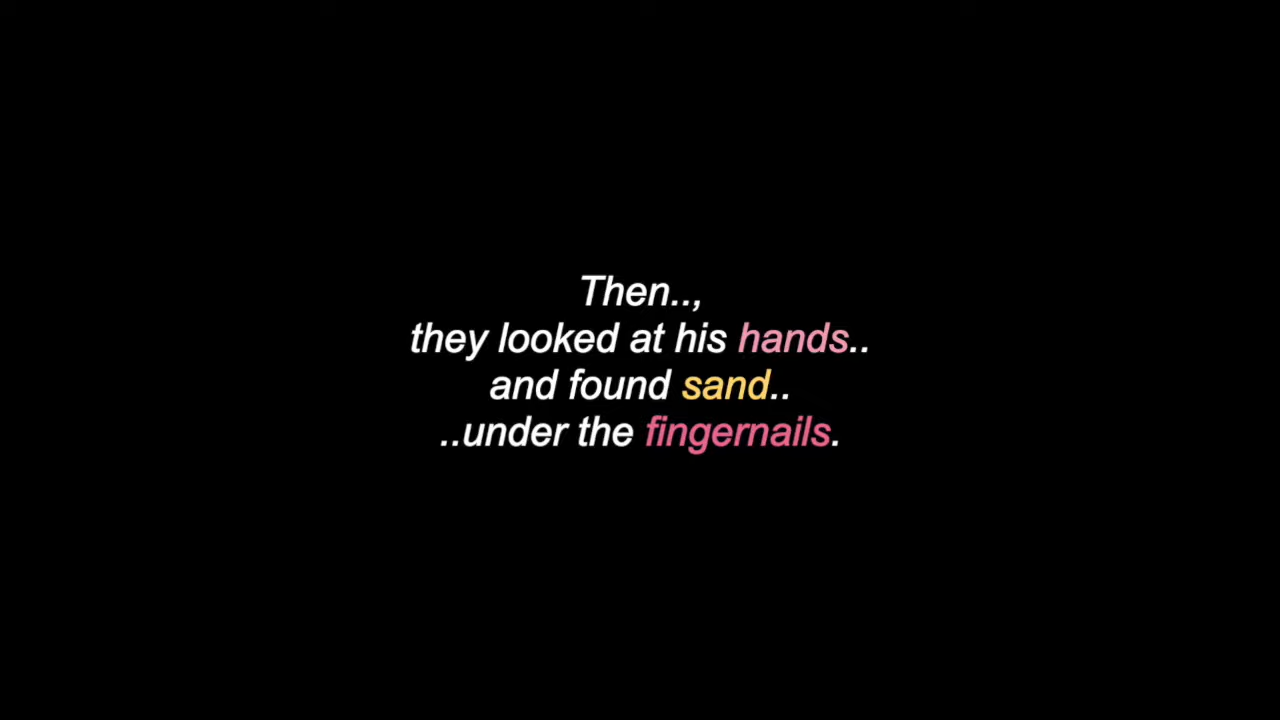 Then..,
they looked at his hands..
and found sand..
..under the fingernails.